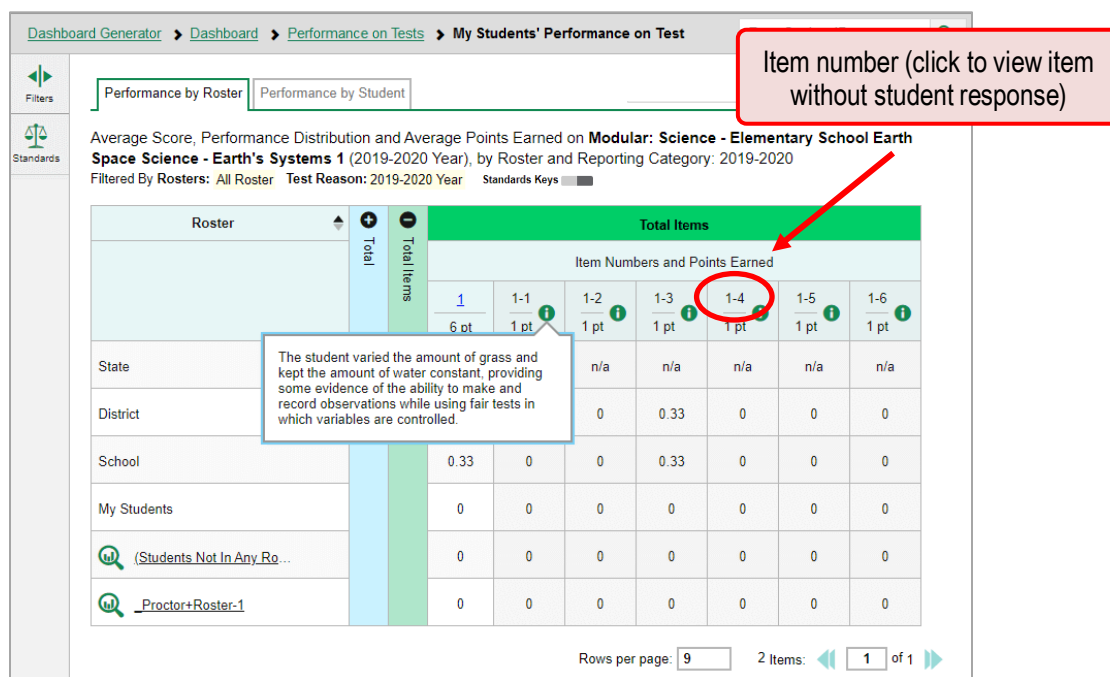 Dashboard Generator > Dashboard > Performance on Tests > My Students' Performance on Test
Item number (click to view item
without student response)
Filters
Standards
Performance by Roster
Performance by Student
Average Score, Performance Distribution and Average Points Earned on Modular: Science - Elementary School Earth
Space Science - Earth's Systems 1 (2019-2020 Year), by Roster and Reporting Category: 2019-2020
Filtered By Rosters: All Roster Test Reason: 2019-2020 Year Standards Keys
Roster
Total
Total Items
Total Items
Item Numbers and Points Earned
1 1-1 1-2 1-3 1-4 1-5 1-6
6 pt 1 pt 1 pt 1 pt 1 pt 1 pt 1 pt
The student varied the amount of grass and
kept the amount of water constant, providing
some evidence of the ability to make and
record observations while using fair tests in
which variables are controlled.
State n/a n/a n/a n/a n/a
District 0 0.33 0 0 0
School 0.33 0 0 0.33 0 0 0
My Students 0 0 0 0 0 0 0
(Students Not In Any Ro... 0 0 0 0 0 0 0
_Proctor+Roster-1 0 0 0 0 0 0 0
Rows per page: 9 2 Items: 1 of 1